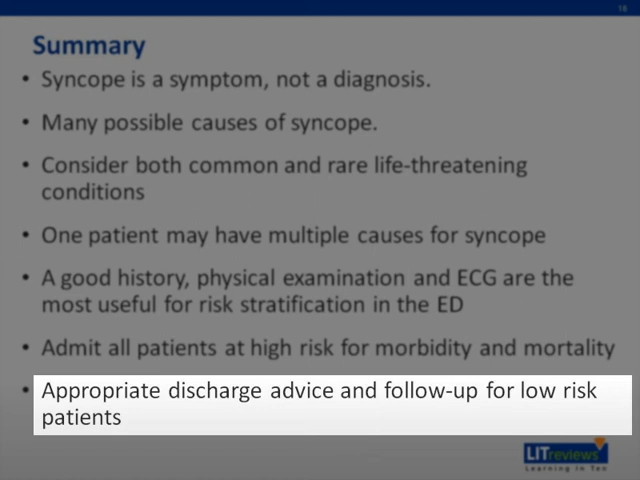 18
Summary
• Syncope is a symptom, not a diagnosis.
• Many possible causes of syncope.
• Consider both common and rare life-threatening
conditions
• One patient may have multiple causes for syncope
• A good history, physical examination and ECG are the
most useful for risk stratification in the ED
• Admit all patients at high risk for morbidity and mortality
• Appropriate discharge advice and follow-up for low risk
patients
LITreviews
Learning in Ten